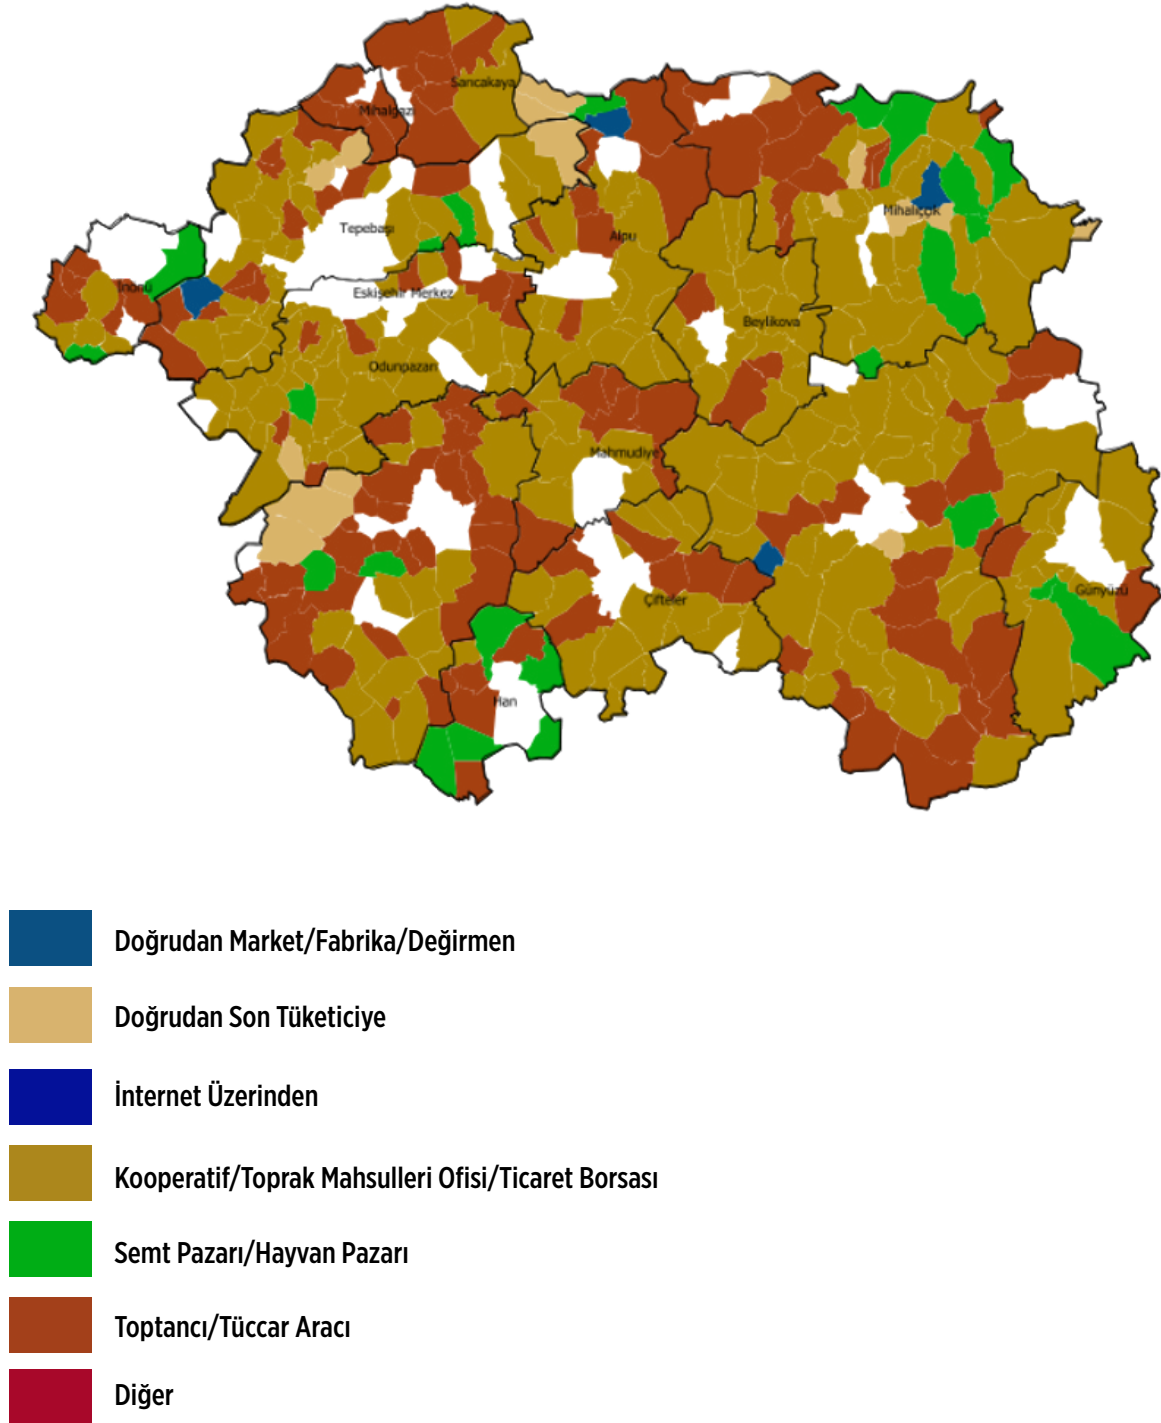 Sarıcakaya
Mihalgazi
Mihalıççık
Tepebaşı
Alpu
İnönü
Eskişehir Merkez
Beylikova
Odunpazarı
Mahmudiye
Günyüzü
Çifteler
Han
Doğrudan Market/Fabrika/Değirmen
Doğrudan Son Tüketiciye
İnternet Üzerinden
Kooperatif/Toprak Mahsulleri Ofisi/Ticaret Borsası
Semt Pazarı/Hayvan Pazarı
Toptancı/Tüccar Aracı
Diğer